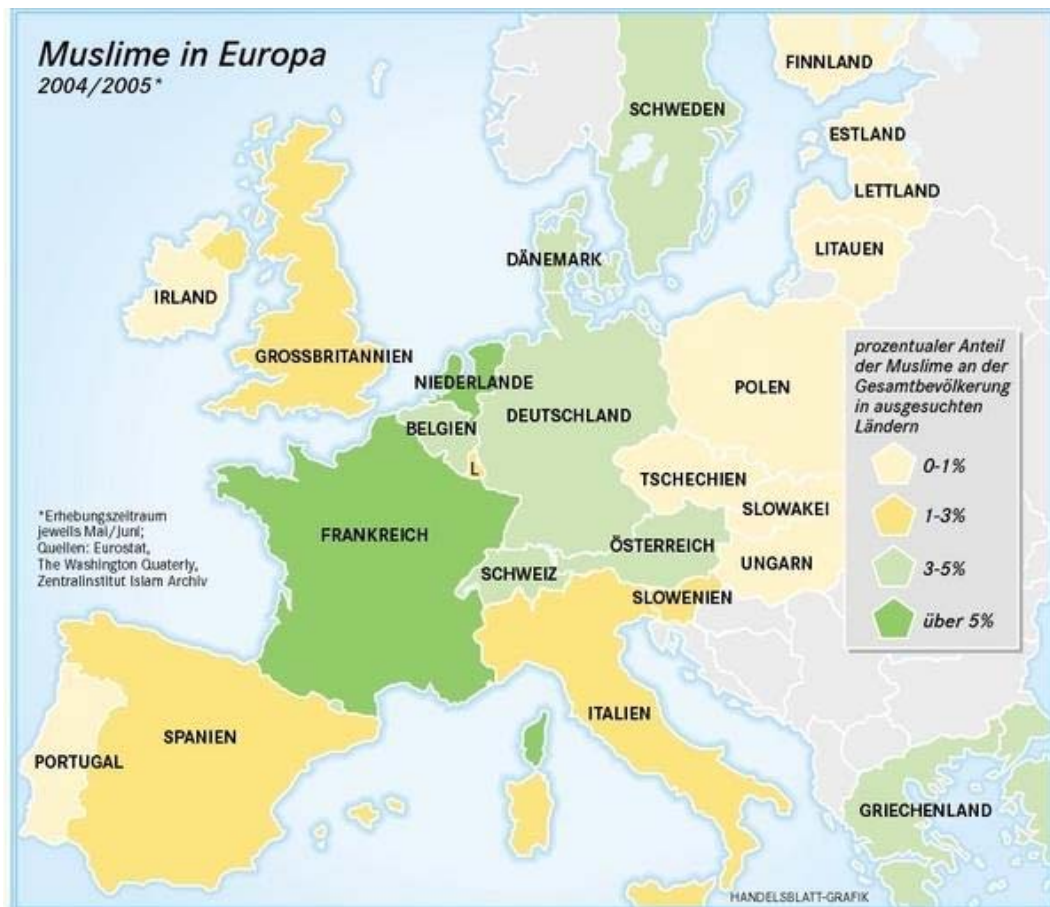 Muslime in Europa
2004/2005*
FINNLAND
SCHWEDEN
ESTLAND
LETTLAND
LITAUEN
DÄNEMARK
IRLAND
GROSSBRITANNIEN
NIEDERLANDE
POLEN
DEUTSCHLAND
BELGIEN
L
TSCHECHIEN
SLOWAKEI
FRANKREICH
ÖSTERREICH
UNGARN
SCHWEIZ
SLOWENIEN
ITALIEN
SPANIEN
PORTUGAL
GRIECHENLAND
prozentualer Anteil
der Muslime an der
Gesamtbevölkerung
in ausgesuchten
Ländern
0-1%
1-3%
3-5%
über 5%
*Erhebungszeitraum
jeweils Mai/Juni;
Quellen: Eurostat,
The Washington Quaterly,
Zentralinstitut Islam Archiv
HANDELSBLATT-GRAFIK